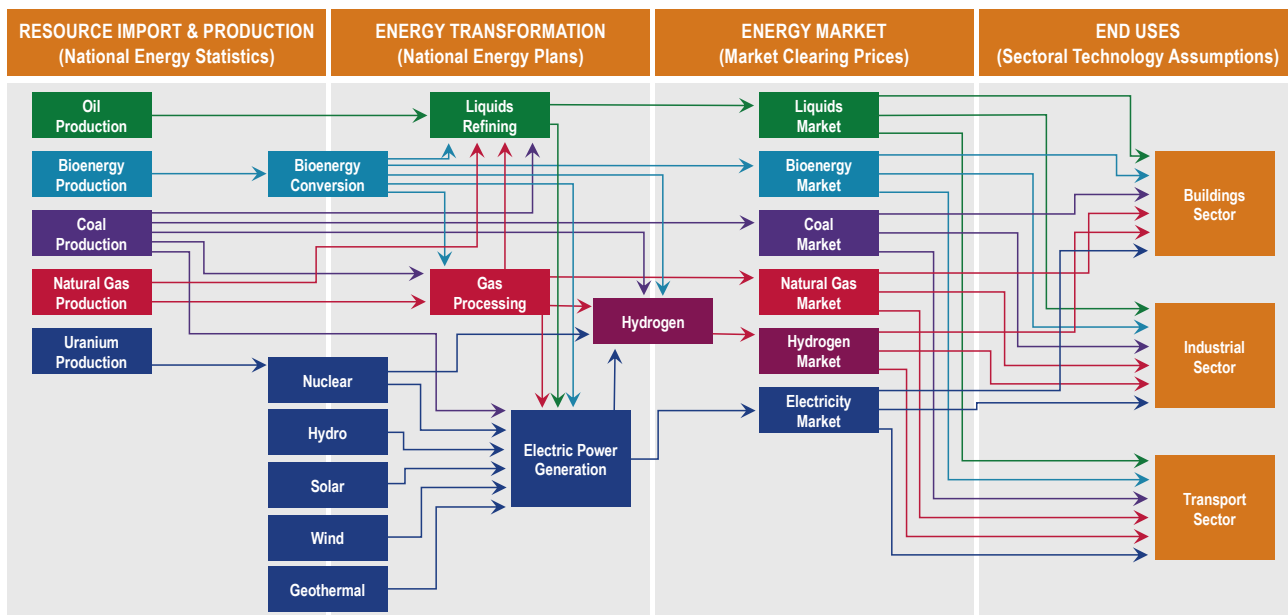 RESOURCE IMPORT & PRODUCTION
(National Energy Statistics)
ENERGY TRANSFORMATION
(National Energy Plans)
ENERGY MARKET
(Market Clearing Prices)
END USES
(Sectoral Technology Assumptions)
Oil
Production
Bioenergy
Production
Coal
Production
Natural Gas
Production
Uranium
Production
Liquids
Refining
Bioenergy
Conversion
Gas
Processing
Hydrogen
Nuclear
Hydro
Solar
Wind
Geothermal
Electric Power
Generation
Liquids
Market
Bioenergy
Market
Coal
Market
Natural Gas
Market
Hydrogen
Market
Electricity
Market
Buildings
Sector
Industrial
Sector
Transport
Sector